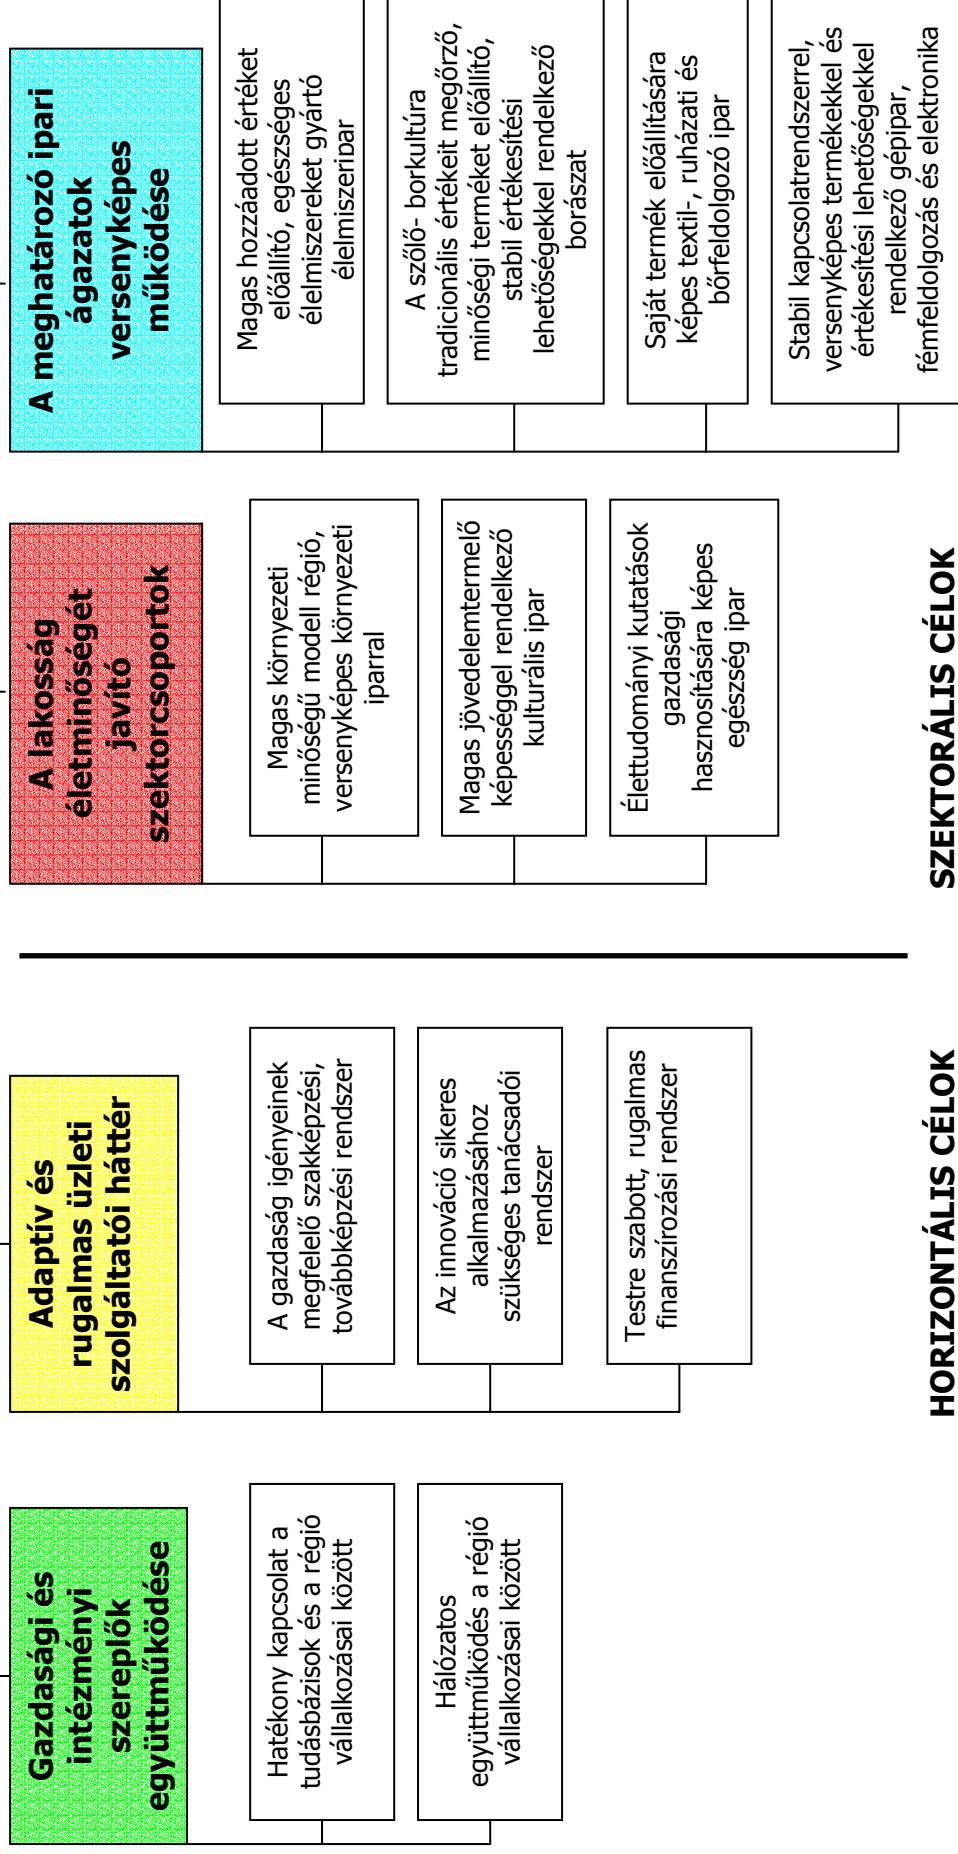 Gazdasági és
intézményi
szereplők
együttműködése
Hatékony kapcsolat a
tudásbázisok és a régió
vállalkozásai között
Hálózatos
együttműködés a régió
vállalkozásai között
Adaptív és
rugalmas üzleti
szolgáltatói háttér
A gazdaság igényeinek
megfelelő szakképzési,
továbbképzési rendszer
Az innováció sikeres
alkalmazásához
szükséges tanácsadói
rendszer
Testre szabott, rugalmas
finanszírozási rendszer
HORIZONTÁLIS CÉLOK
A lakosság
életminőségét
javító
szektorcsoportok
Magas környezeti
minőségű modell régió,
versenyképes környezeti
iparral
Magas jövedelemtermelő
képességgel rendelkező
kulturális ipar
Élettudományi kutatások
gazdasági
hasznosítására képes
egészség ipar
A meghatározó ipari
ágazatok
versenyképes
működése
Magas hozzáadott értéket
előállító, egészséges
élelmiszereket gyártó
élelmiszeripar
A szőlő- borkultúra
tradicionális értékeit megőrző,
minőségi terméket előállító,
stabil értékesítési
lehetőségekkel rendelkező
borászat
Saját termék előállítására
képes textil-, ruházati és
bőrfeldolgozó ipar
Stabil kapcsolatrendszerrel,
versenyképes termékekkel és
értékesítési lehetőségekkel
rendelkező gépipar,
fémfeldolgozás és elektronika
SZEKTORÁLIS CÉLOK